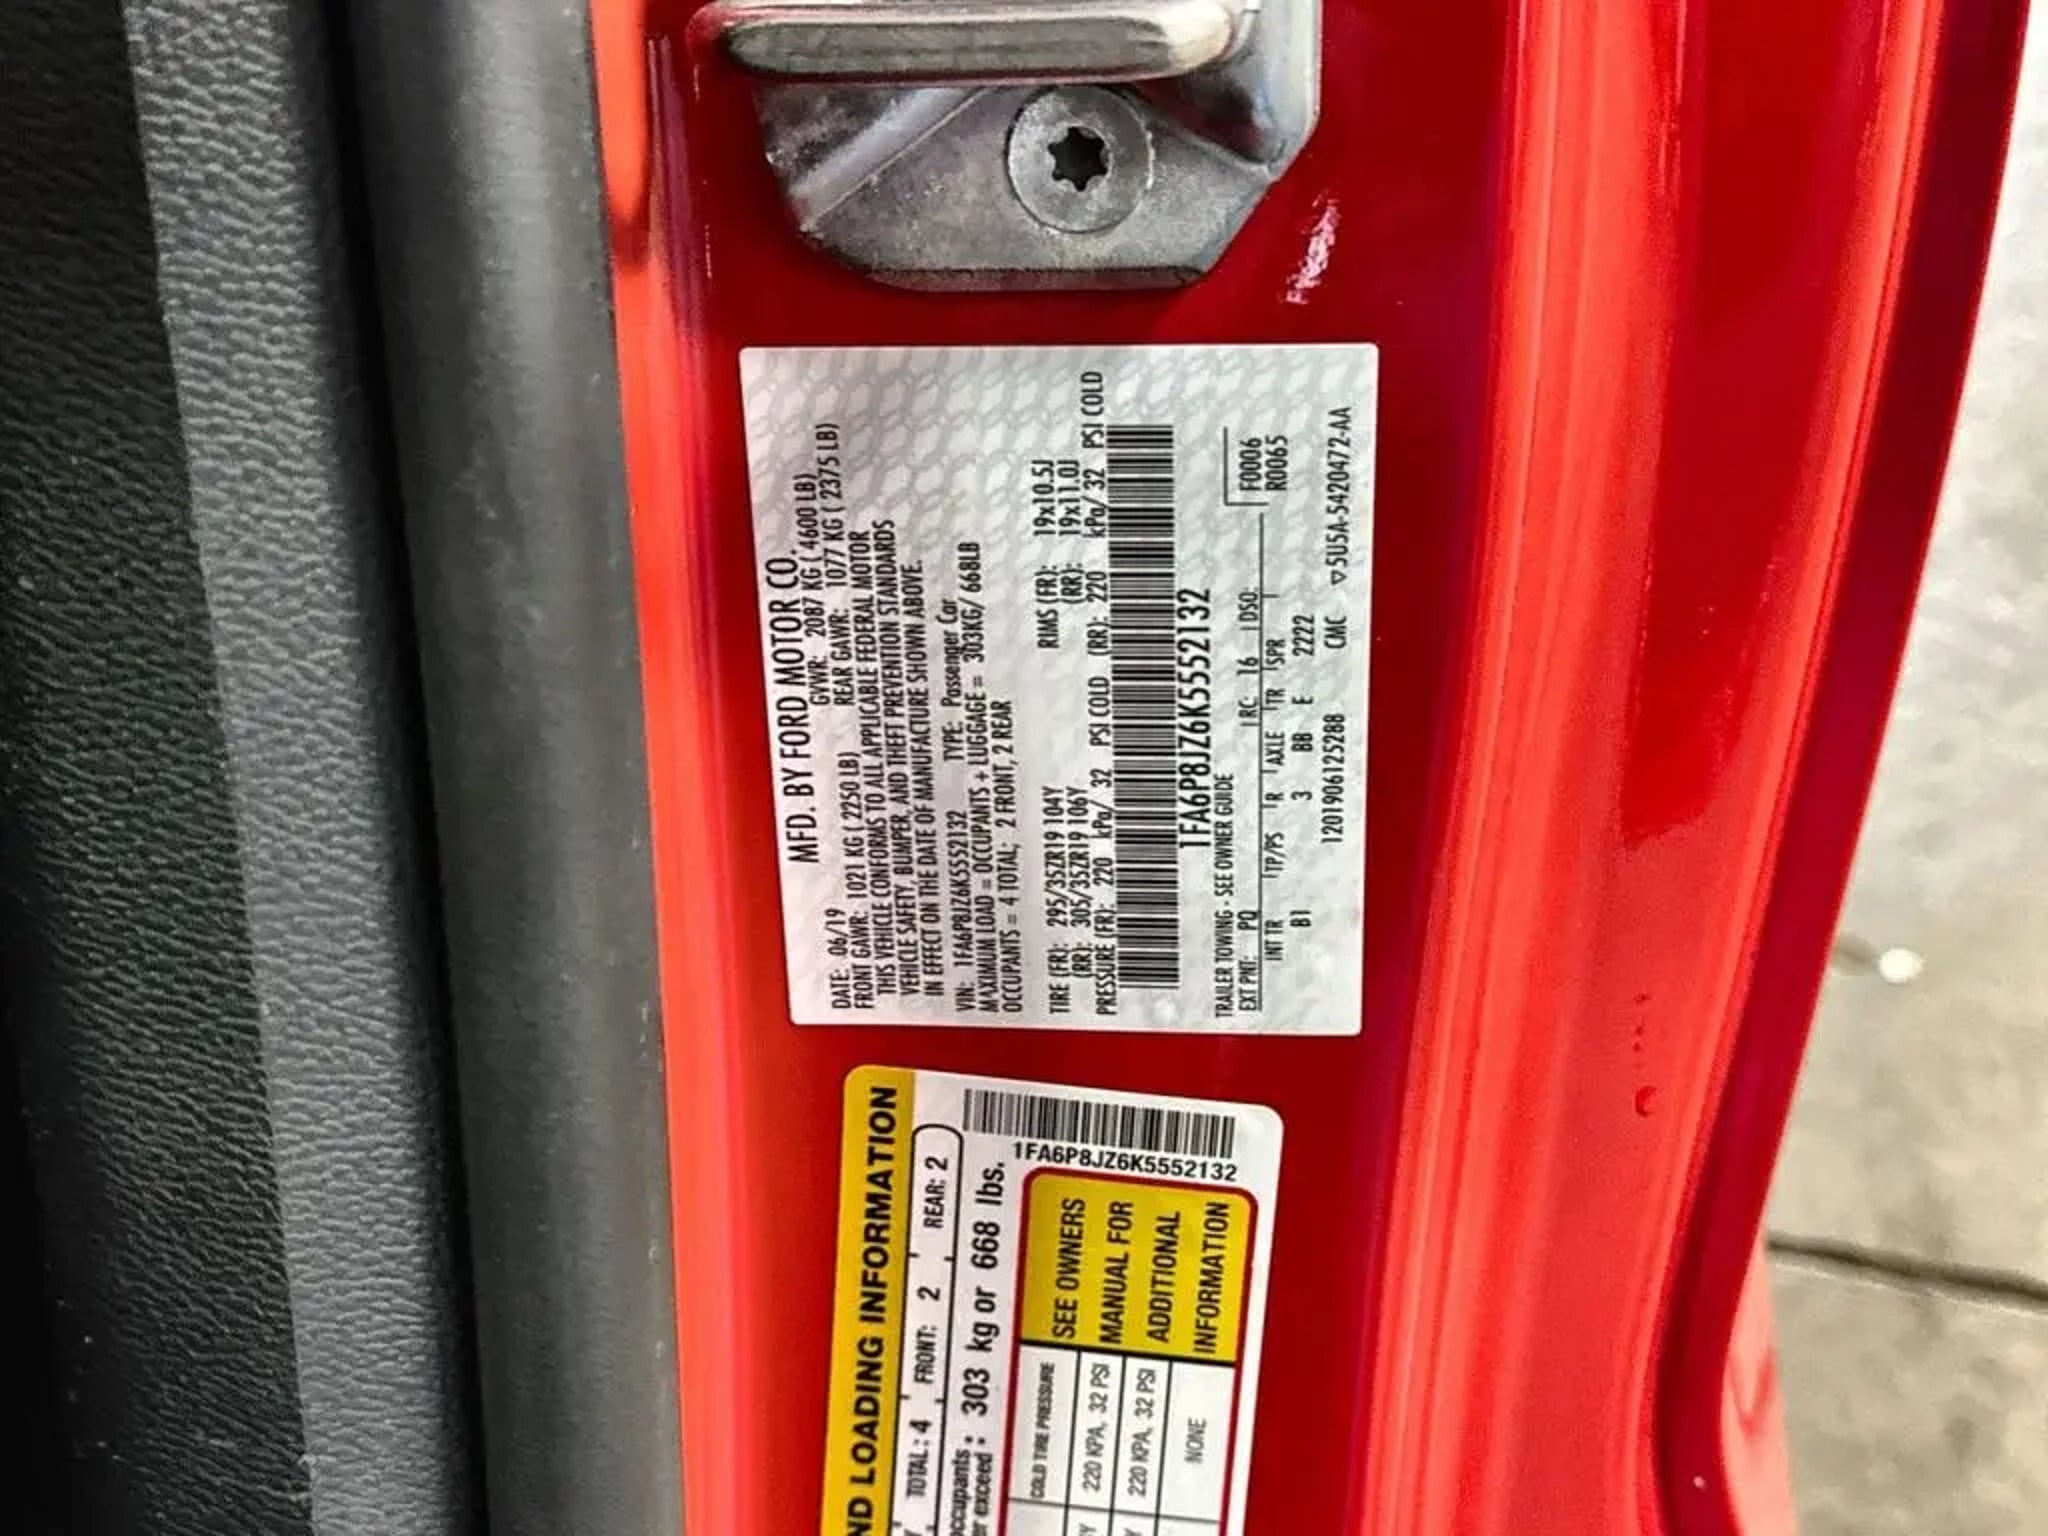 MFD. BY FORD MOTOR CO.
DATE: 06/19 GVWR: 2087 KG ( 4600 LB)
FRONT GAWR: 1021 KG ( 2250 LB) REAR GAWR: 1077 KG ( 2375 LB)
THIS VEHICLE CONFORMS TO ALL APPLICABLE FEDERAL MOTOR
VEHICLE SAFETY, BUMPER, AND THEFT PREVENTION STANDARDS
IN EFFECT ON THE DATE OF MANUFACTURE SHOWN ABOVE.
VIN: 1FA6P8JZ6K5552132 TYPE: Passenger Car
MAXIMUM LOAD = OCCUPANTS + LUGGAGE = 303KG/ 668LB
OCCUPANTS = 4 TOTAL; 2 FRONT, 2 REAR
TIRE (FR): 295/35ZR19 104Y RIMS (FR): 19x10.5J
(RR): 305/35ZR19 106Y (RR): 19x11.0J
PRESSURE (FR): 220 kPa/ 32 PSI COLD (RR): 220 kPa/ 32 PSI COLD
1FA6P8JZ6K5552132
TRAILER TOWING - SEE OWNER GUIDE
EXT PNT: PQ RC: 16 DSO: F0006
INT TR TP/PS R AXLE TR SPR R0065
B1 3 BB E 2222
1201906125288 CMC ▽5U5A-5420472-AA
ND LOADING INFORMATION
TOTAL: 4 FRONT: 2 REAR: 2
occupants 303 kg or 668 lbs.
exceed
1FA6P8JZ6K5552132
COLD TIRE PRESSURE
220 KPA, 32 PSI
220 KPA, 32 PSI
NONE
SEE OWNERS
MANUAL FOR
ADDITIONAL
INFORMATION